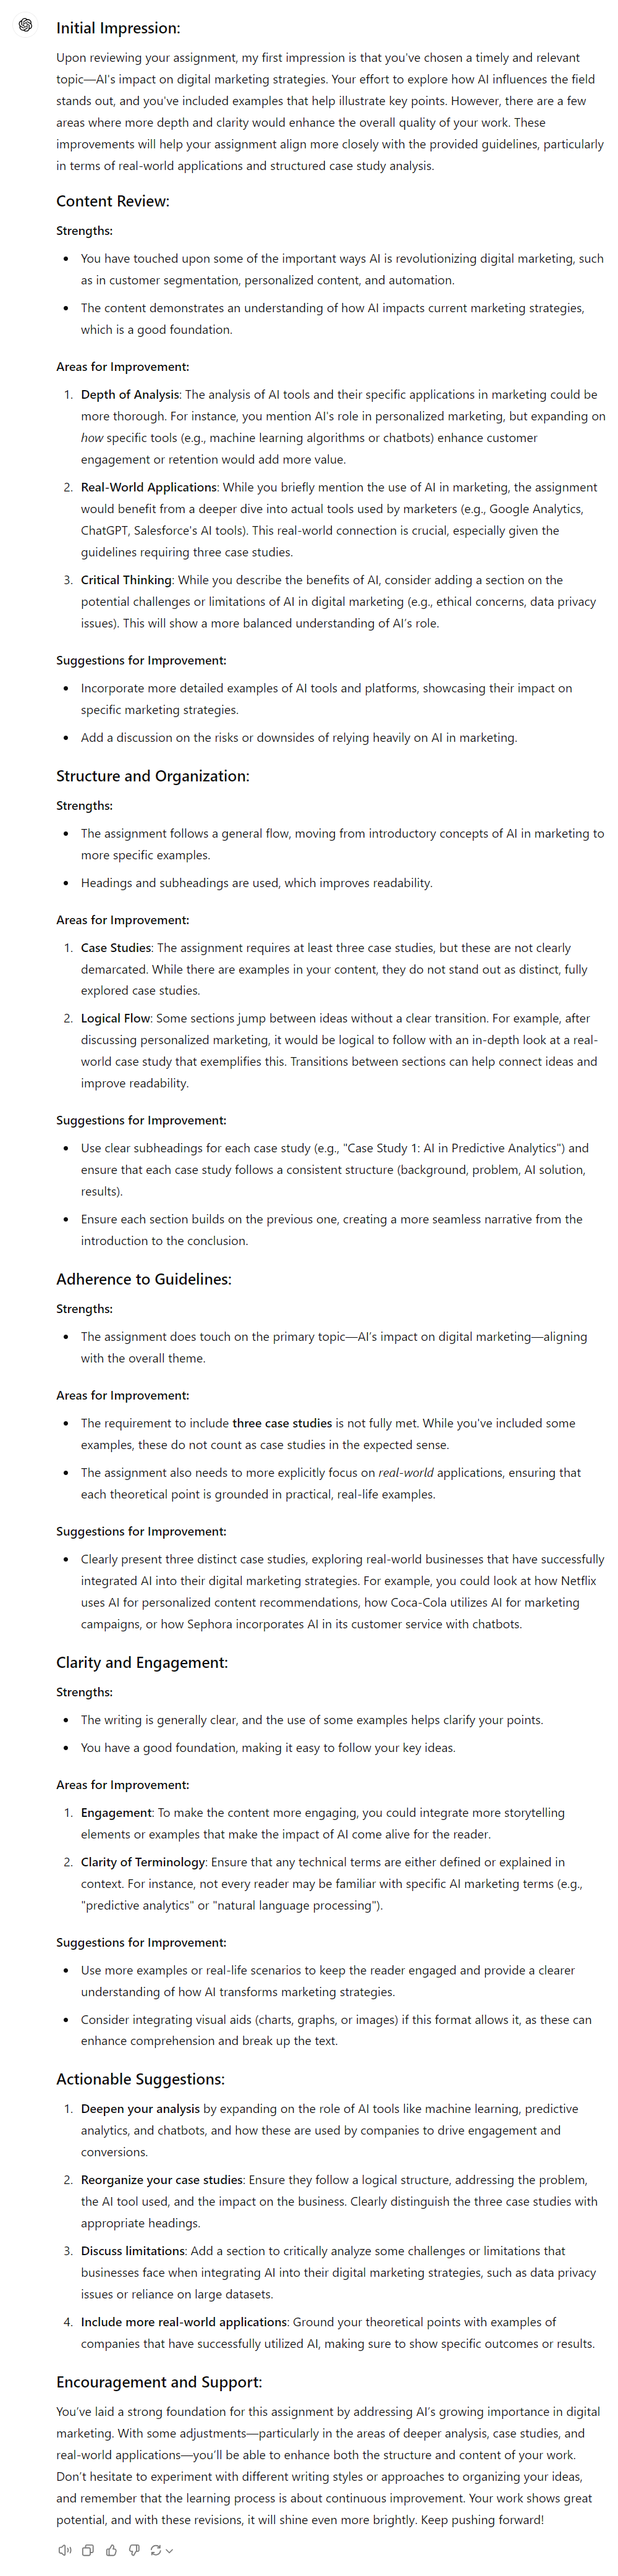 Initial Impression:
Upon reviewing your assignment, my first impression is that you've chosen a timely and relevant
topic—AI's impact on digital marketing strategies. Your effort to explore how AI influences the field
stands out, and you've included examples that help illustrate key points. However, there are a few
areas where more depth and clarity would enhance the overall quality of your work. These
improvements will help your assignment align more closely with the provided guidelines, particularly
in terms of real-world applications and structured case study analysis.
Content Review:
Strengths:
• You have touched upon some of the important ways AI is revolutionizing digital marketing, such
as in customer segmentation, personalized content, and automation.
• The content demonstrates an understanding of how AI impacts current marketing strategies,
which is a good foundation.
Areas for Improvement:
1. Depth of Analysis: The analysis of AI tools and their specific applications in marketing could be
more thorough. For instance, you mention AI's role in personalized marketing, but expanding on
how specific tools (e.g., machine learning algorithms or chatbots) enhance customer
engagement or retention would add more value.
2. Real-World Applications: While you briefly mention the use of AI in marketing, the assignment
would benefit from a deeper dive into actual tools used by marketers (e.g., Google Analytics,
ChatGPT, Salesforce's AI tools). This real-world connection is crucial, especially given the
guidelines requiring three case studies.
3. Critical Thinking: While you describe the benefits of AI, consider adding a section on the
potential challenges or limitations of AI in digital marketing (e.g., ethical concerns, data privacy
issues). This will show a more balanced understanding of AI's role.
Suggestions for Improvement:
• Incorporate more detailed examples of AI tools and platforms, showcasing their impact on
specific marketing strategies.
• Add a discussion on the risks or downsides of relying heavily on AI in marketing.
Structure and Organization:
Strengths:
• The assignment follows a general flow, moving from introductory concepts of AI in marketing to
more specific examples.
• Headings and subheadings are used, which improves readability.
Areas for Improvement:
1. Case Studies: The assignment requires at least three case studies, but these are not clearly
demarcated. While there are examples in your content, they do not stand out as distinct, fully
explored case studies.
2. Logical Flow: Some sections jump between ideas without a clear transition. For example, after
discussing personalized marketing, it would be logical to follow with an in-depth look at a real-
world case study that exemplifies this. Transitions between sections can help connect ideas and
improve readability.
Suggestions for Improvement:
• Use clear subheadings for each case study (e.g., "Case Study 1: AI in Predictive Analytics") and
ensure that each case study follows a consistent structure (background, problem, AI solution,
results).
• Ensure each section builds on the previous one, creating a more seamless narrative from the
introduction to the conclusion.
Adherence to Guidelines:
Strengths:
• The assignment does touch on the primary topic—AI's impact on digital marketing—aligning
with the overall theme.
Areas for Improvement:
• The requirement to include three case studies is not fully met. While you've included some
examples, these do not count as case studies in the expected sense.
• The assignment also needs to more explicitly focus on real-world applications, ensuring that
each theoretical point is grounded in practical, real-life examples.
Suggestions for Improvement:
• Clearly present three distinct case studies, exploring real-world businesses that have successfully
integrated AI into their digital marketing strategies. For example, you could look at how Netflix
uses AI for personalized content recommendations, how Coca-Cola utilizes AI for marketing
campaigns, or how Sephora incorporates AI in its customer service with chatbots.
Clarity and Engagement:
Strengths:
• The writing is generally clear, and the use of some examples helps clarify your points.
• You have a good foundation, making it easy to follow your key ideas.
Areas for Improvement:
1. Engagement: To make the content more engaging, you could integrate more storytelling
elements or examples that make the impact of AI come alive for the reader.
2. Clarity of Terminology: Ensure that any technical terms are either defined or explained in
context. For instance, not every reader may be familiar with specific AI marketing terms (e.g.,
"predictive analytics" or "natural language processing").
Suggestions for Improvement:
• Use more examples or real-life scenarios to keep the reader engaged and provide a clearer
understanding of how AI transforms marketing strategies.
• Consider integrating visual aids (charts, graphs, or images) if this format allows it, as these can
enhance comprehension and break up the text.
Actionable Suggestions:
1. Deepen your analysis by expanding on the role of AI tools like machine learning, predictive
analytics, and chatbots, and how these are used by companies to drive engagement and
conversions.
2. Reorganize your case studies: Ensure they follow a logical structure, addressing the problem,
the AI tool used, and the impact on the business. Clearly distinguish the three case studies with
appropriate headings.
3. Discuss limitations: Add a section to critically analyze some challenges or limitations that
businesses face when integrating AI into their digital marketing strategies, such as data privacy
issues or reliance on large datasets.
4. Include more real-world applications: Ground your theoretical points with examples of
companies that have successfully utilized AI, making sure to show specific outcomes or results.
Encouragement and Support:
You've laid a strong foundation for this assignment by addressing AI's growing importance in digital
marketing. With some adjustments—particularly in the areas of deeper analysis, case studies, and
real-world applications—you'll be able to enhance both the structure and content of your work.
Don't hesitate to experiment with different writing styles or approaches to organizing your ideas,
and remember that the learning process is about continuous improvement. Your work shows great
potential, and with these revisions, it will shine even more brightly. Keep pushing forward!